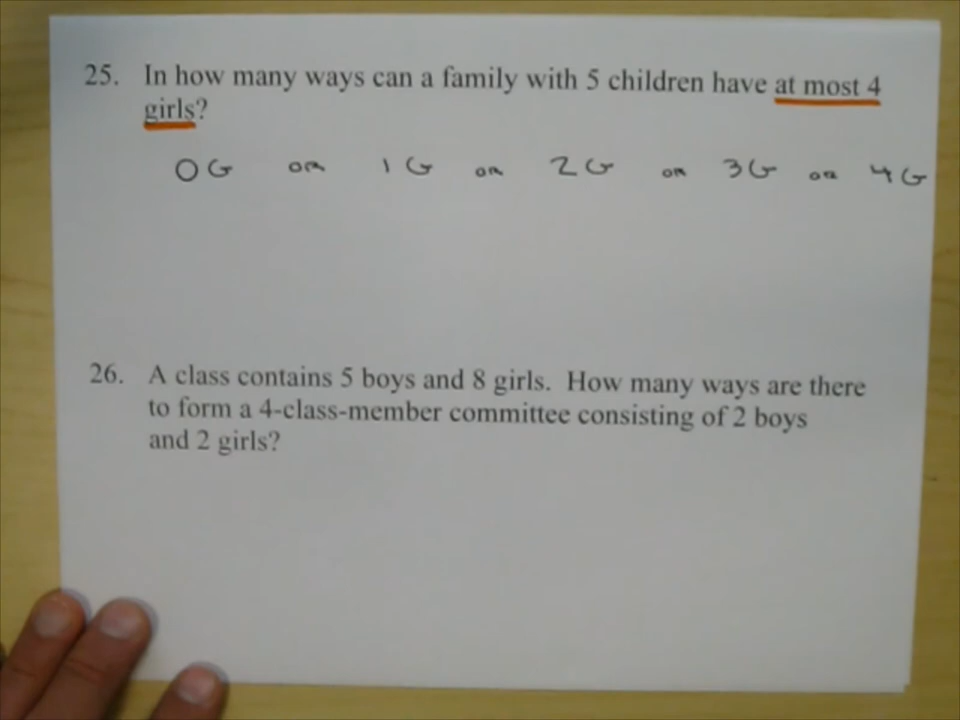 25. In how many ways can a family with 5 children have at most 4
girls?
0G or 1G or 2G or 3G or 4G
26. A class contains 5 boys and 8 girls. How many ways are there
to form a 4-class-member committee consisting of 2 boys
and 2 girls?